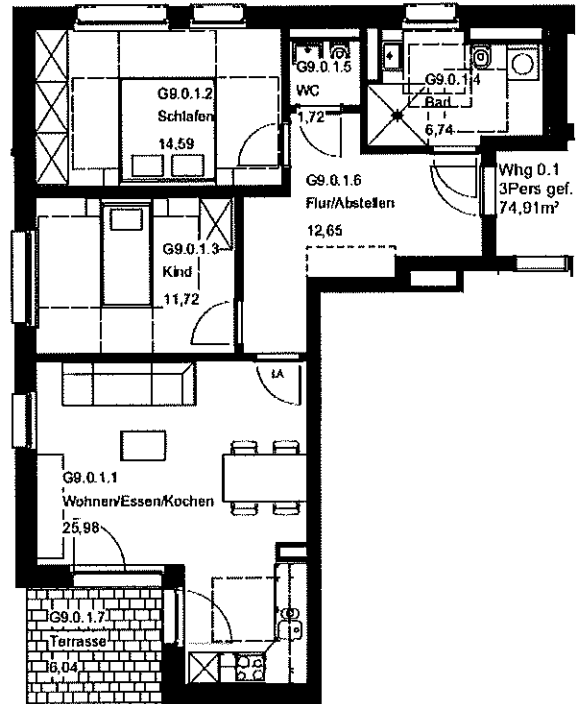 G9.0.1.2
Schlafen
14,59
G9.0.1.5
WC
1,72
G9.0.1.4
Bad
6,74
Whg 0.1
3Pers gef.
74,91m²
G9.0.1.6
Flur/Abstellen
12,65
G9.0.1.3
Kind
11,72
LA
G9.0.1.1
Wohnen/Essen/Kochen
25,98
G9.0.1.7
Terrasse
6,04